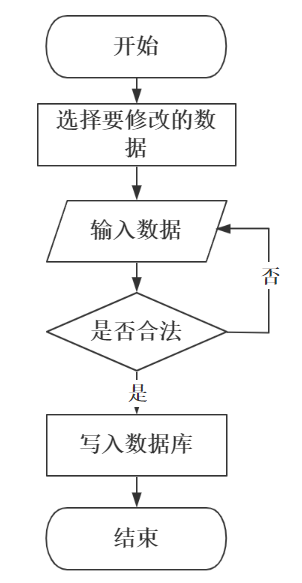 开始
选择要修改的数
据
输入数据
否
是否合法
是
写入数据库
结束